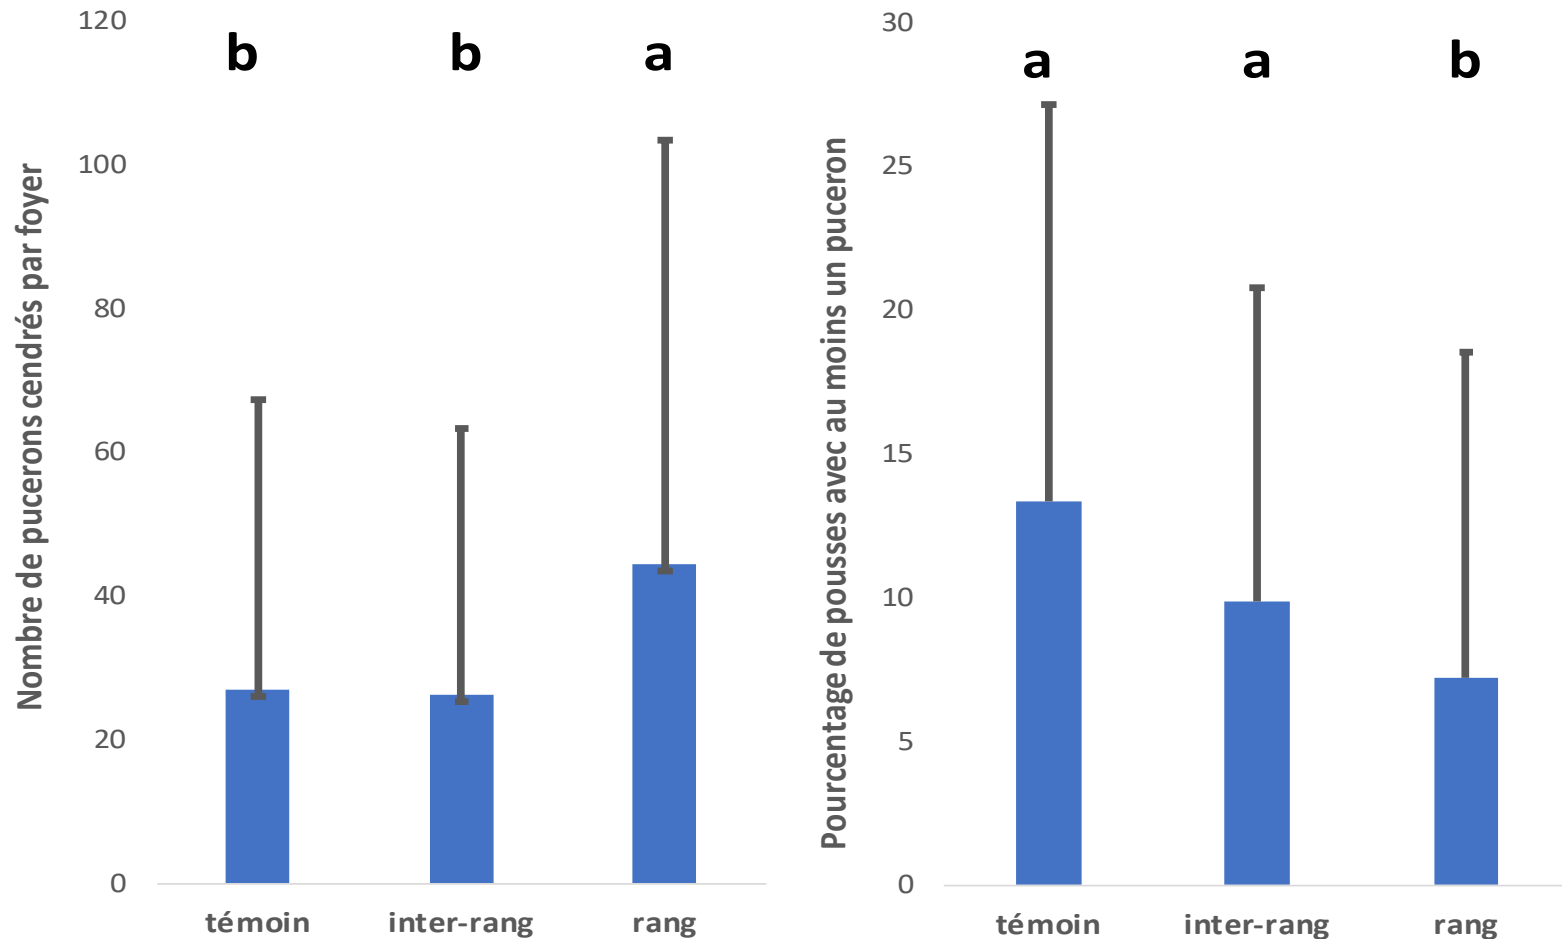 Nombre de pucerons cendrés par foyer
120
100
80
60
40
20
0
b b a
témoin inter-rang rang
Pourcentage de pousses avec au moins un puceron
30
25
20
15
10
5
0
a a b
témoin inter-rang rang